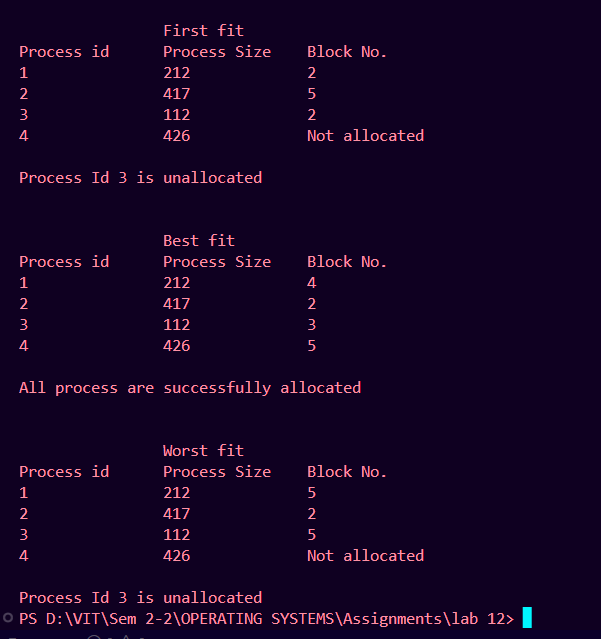 First fit
Process id Process Size Block No.
1 212 2
2 417 5
3 112 2
4 426 Not allocated
Process Id 3 is unallocated
Best fit
Process id Process Size Block No.
1 212 4
2 417 2
3 112 3
4 426 5
All process are successfully allocated
Worst fit
Process id Process Size Block No.
1 212 5
2 417 2
3 112 5
4 426 Not allocated
Process Id 3 is unallocated
PS D:\VIT\Sem 2-2\OPERATING SYSTEMS\Assignments\lab 12>